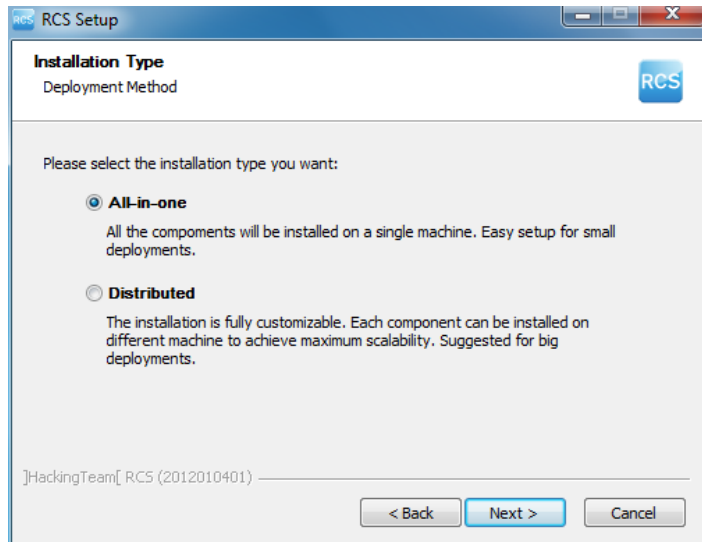 RCS RCS Setup
Installation Type
Deployment Method
RCS
Please select the installation type you want:
All-in-one
All the compoments will be installed on a single machine. Easy setup for small
deployments.
Distributed
The installation is fully customizable. Each component can be installed on
different machine to achieve maximum scalability. Suggested for big
deployments.
]HackingTeam[ RCS (2012010401)
< Back Next > Cancel